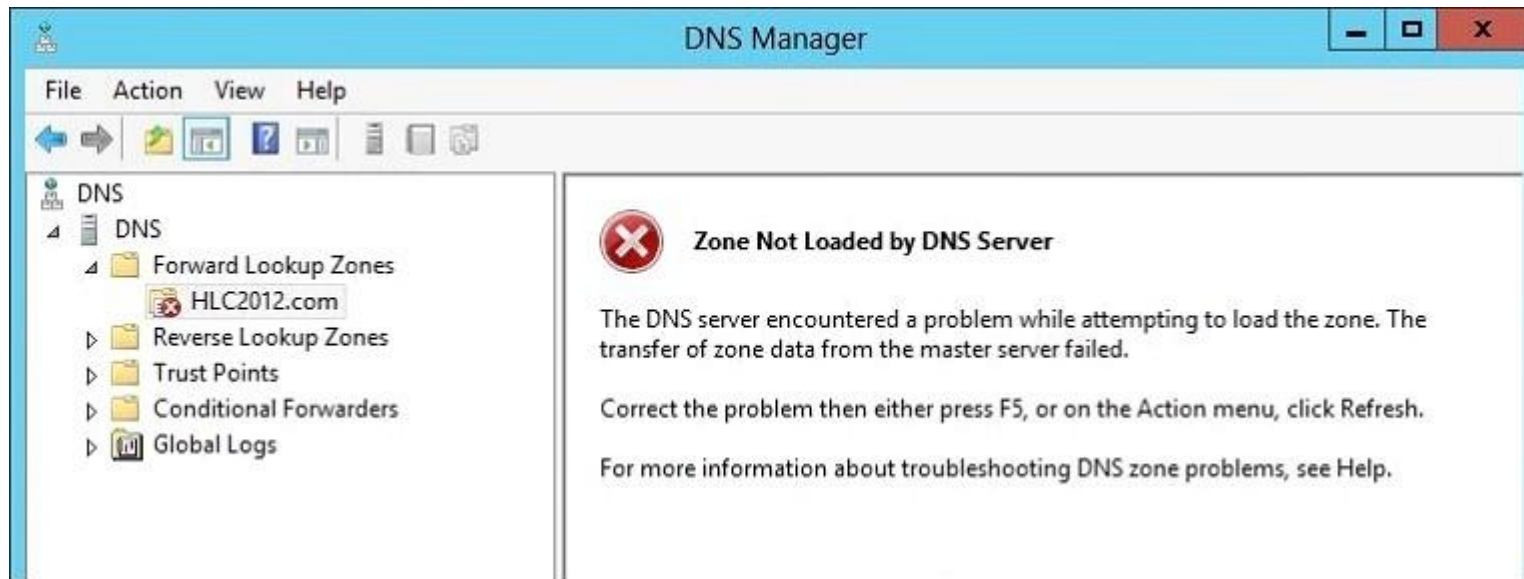 DNS Manager
File Action View Help
DNS
DNS
Forward Lookup Zones
HLC2012.com
Reverse Lookup Zones
Trust Points
Conditional Forwarders
Global Logs
Zone Not Loaded by DNS Server
The DNS server encountered a problem while attempting to load the zone. The
transfer of zone data from the master server failed.
Correct the problem then either press F5, or on the Action menu, click Refresh.
For more information about troubleshooting DNS zone problems, see Help.